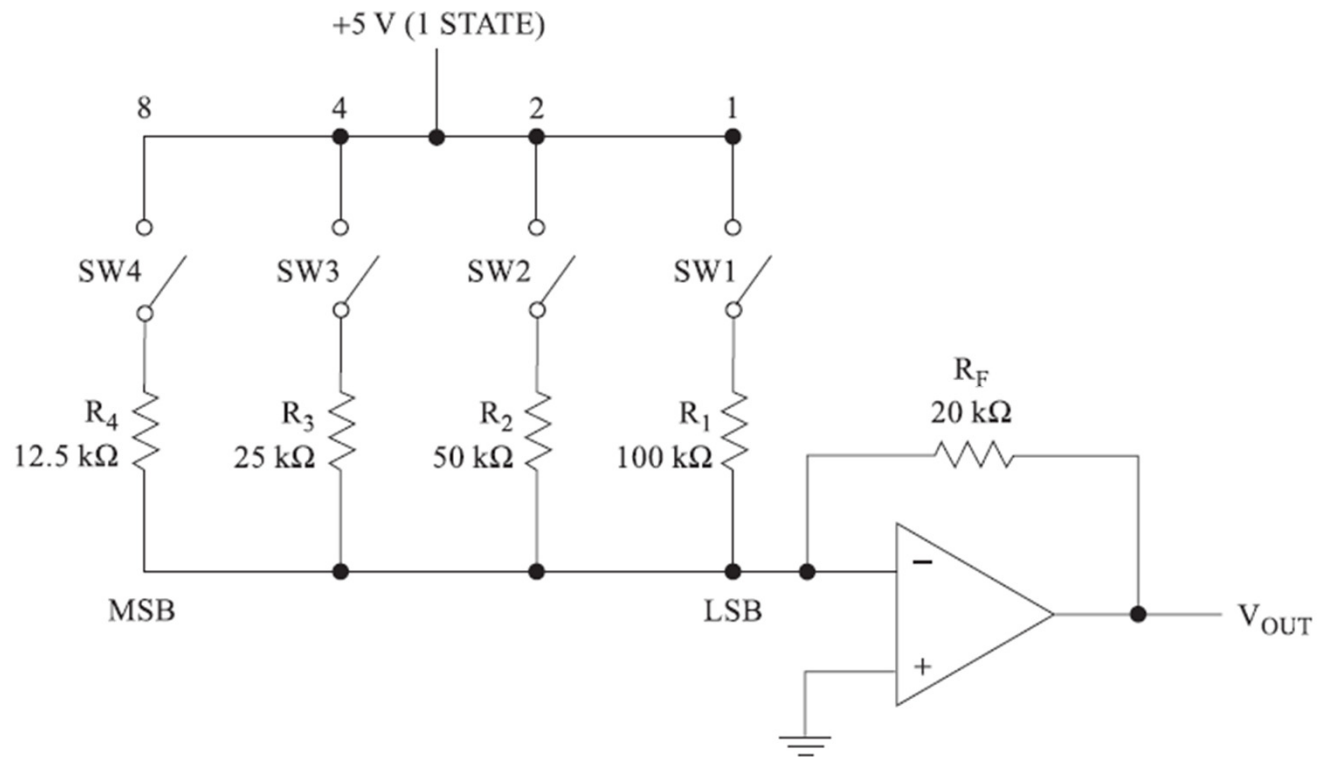 +5 V (1 STATE)
8
4
2
1
SW4
SW3
SW2
SW1
R4
12.5 kΩ
R3
25 kΩ
R2
50 kΩ
R1
100 kΩ
RF
20 kΩ
−
+
MSB
LSB
VOUT